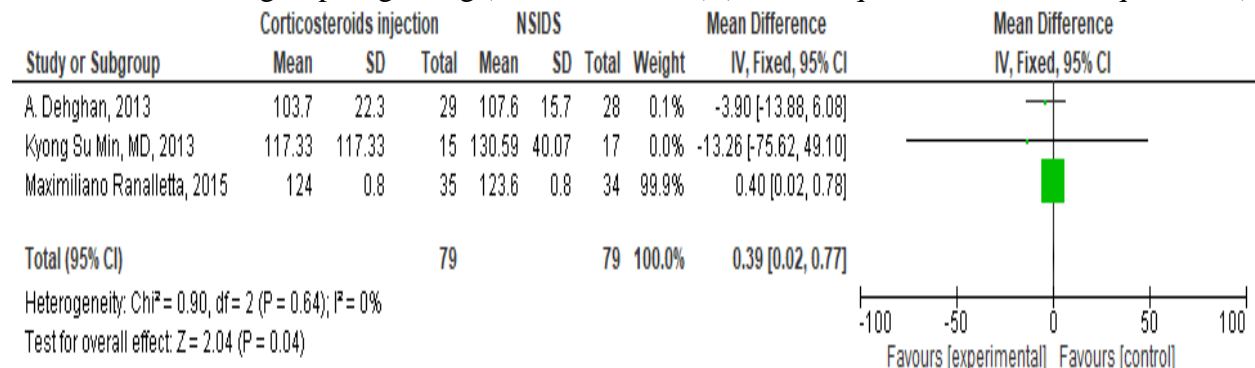 Corticosteroids injection NSIDS Mean Difference Mean Difference
Study or Subgroup Mean SD Total Mean SD Total Weight IV, Fixed, 95% CI IV, Fixed, 95% CI
A. Dehghan, 2013 103.7 22.3 29 107.6 15.7 28 0.1% -3.90 [-13.88, 6.08]
Kyong Su Min, MD, 2013 117.33 117.33 15 130.59 40.07 17 0.0% -13.26 [-75.62, 49.10]
Maximiliano Ranalletta, 2015 124 0.8 35 123.6 0.8 34 99.9% 0.40 [0.02, 0.78]
Total (95% CI) 79 79 100.0% 0.39 [0.02, 0.77]
Heterogeneity: Chi² = 0.90, df = 2 (P = 0.64); I² = 0%
Test for overall effect: Z = 2.04 (P = 0.04)
-100 -50 0 50 100
Favours [experimental] Favours [control]